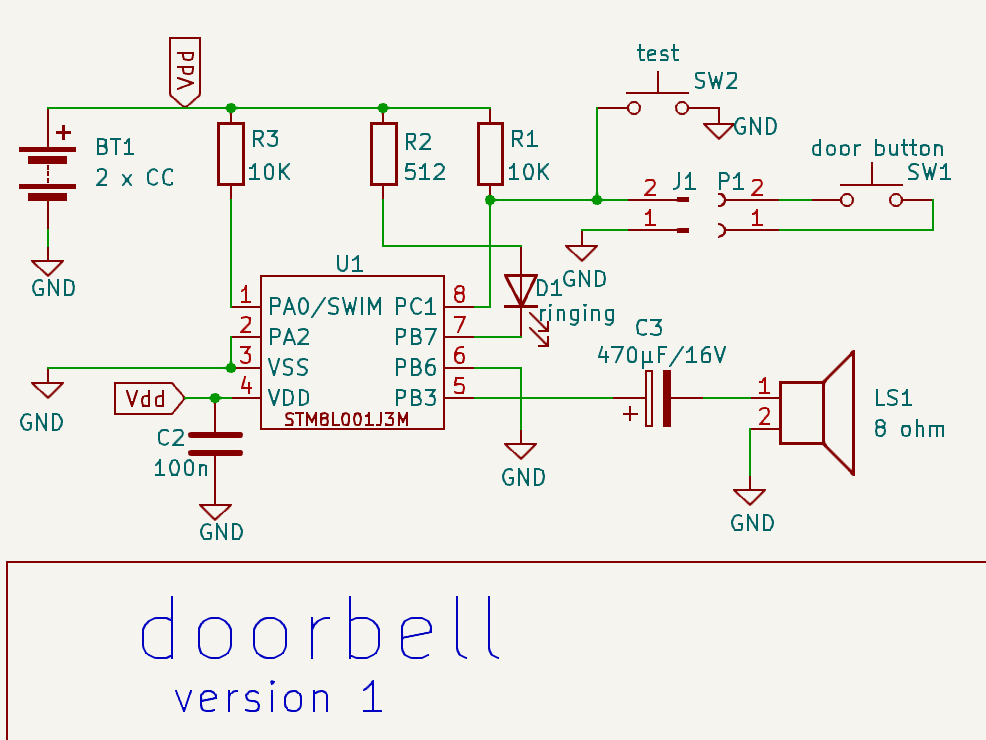 Vdd
test
SW2
GND
BT1
2 x CC
GND
R3
10K
R2
512
R1
10K
door button
SW1
2 J1 P1 2
1 1
GND
U1
1 PA0/SWIM PC1 8
2 PA2 PB7 7
3 VSS PB6 6
4 VDD PB3 5
STM8L001J3M
D1
ringing
GND
Vdd
C2
100n
GND
GND
C3
470µF/16V
+
1
2
LS1
8 ohm
GND
doorbell
version 1